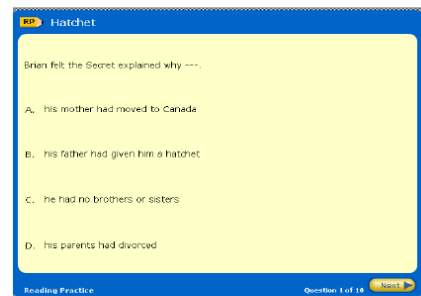 RP Hatchet
Brian felt the Secret explained why ---.
A. his mother had moved to Canada
B. his father had given him a hatchet
C. he had no brothers or sisters
D. his parents had divorced
Reading Practice
Question 1 of 10
Next